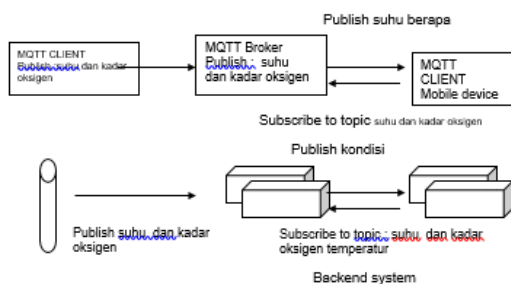 Publish suhu berapa
MQTT CLIENT
Publish : suhu dan kadar
oksigen
MQTT Broker
Publish : suhu
dan kadar oksigen
MQTT
CLIENT
Mobile device
Subscribe to topic suhu dan kadar oksigen
Publish kondisi
Publish suhu dan kadar
oksigen
Subscribe to topic : suhu dan kadar
oksigen temperatur
Backend system